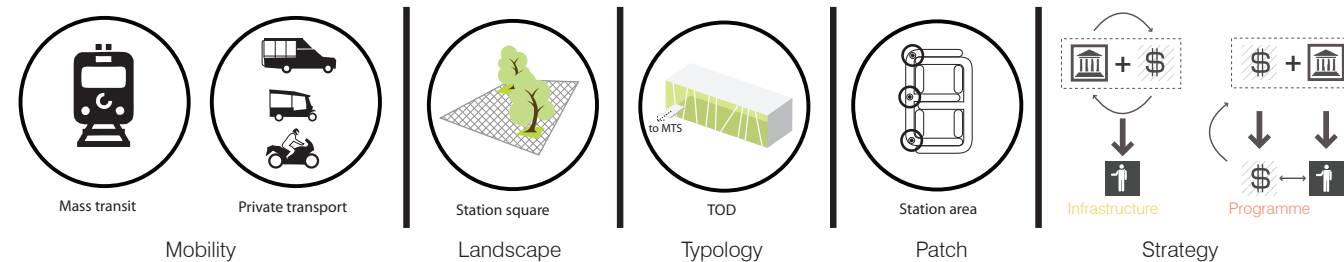 to MTS
$
$
$
Mass transit
Private transport
Station square
TOD
Station area
Infrastructure
Programme
Mobility
Landscape
Typology
Patch
Strategy